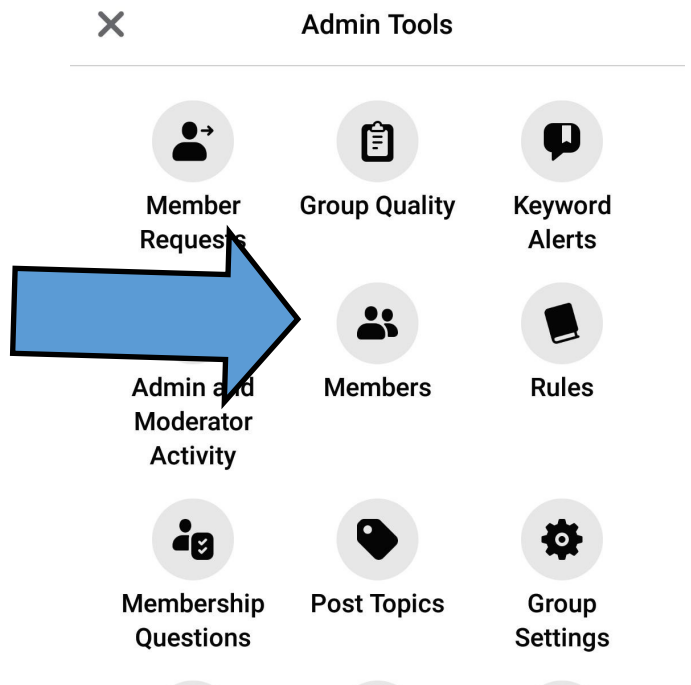 Admin Tools
Member
Requests
Group Quality
Keyword
Alerts
Admin and
Moderator
Activity
Members
Rules
Membership
Questions
Post Topics
Group
Settings